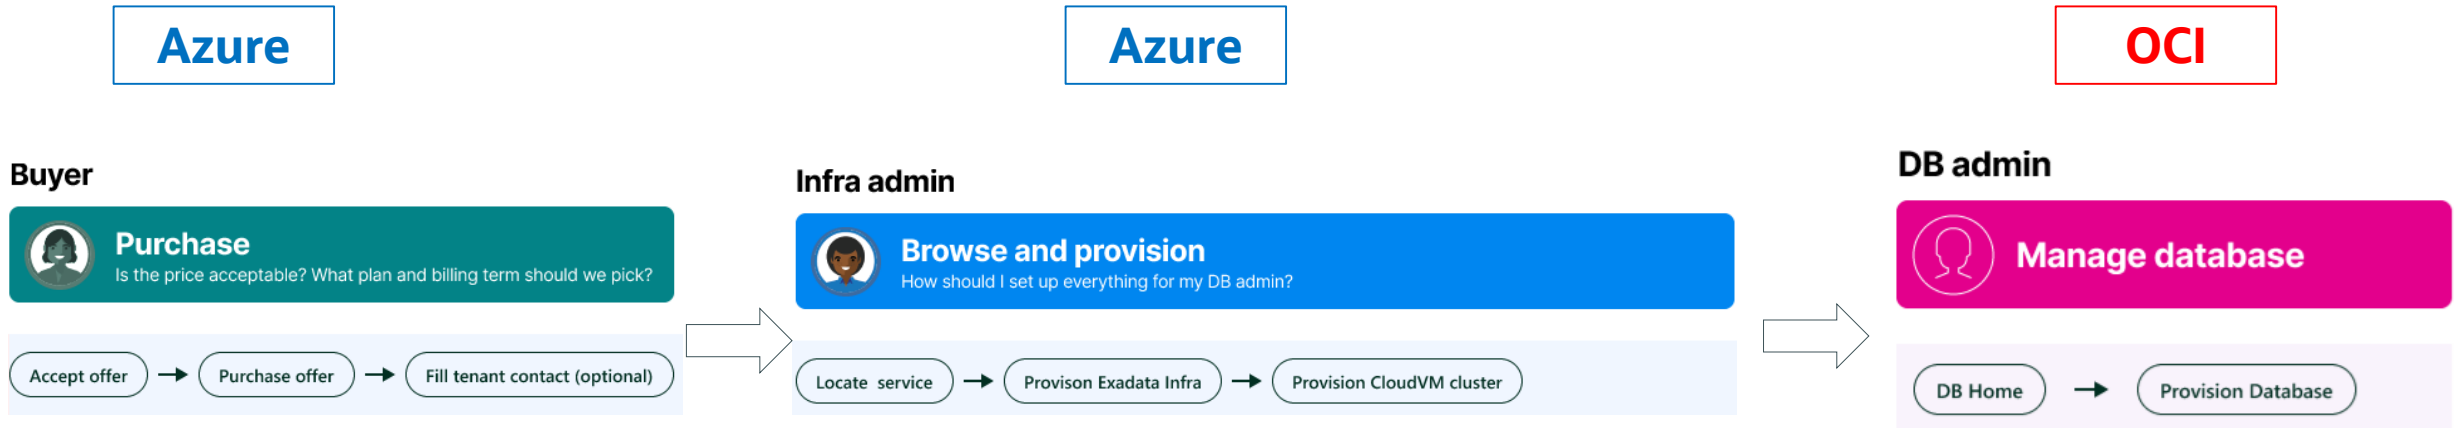 Azure
Azure
OCI
Buyer
Purchase
Is the price acceptable? What plan and billing term should we pick?
Accept offer
Purchase offer
Fill tenant contact (optional)
Infra admin
Browse and provision
How should I set up everything for my DB admin?
Locate service
Provison Exadata Infra
Provision CloudVM cluster
DB admin
Manage database
DB Home
Provision Database